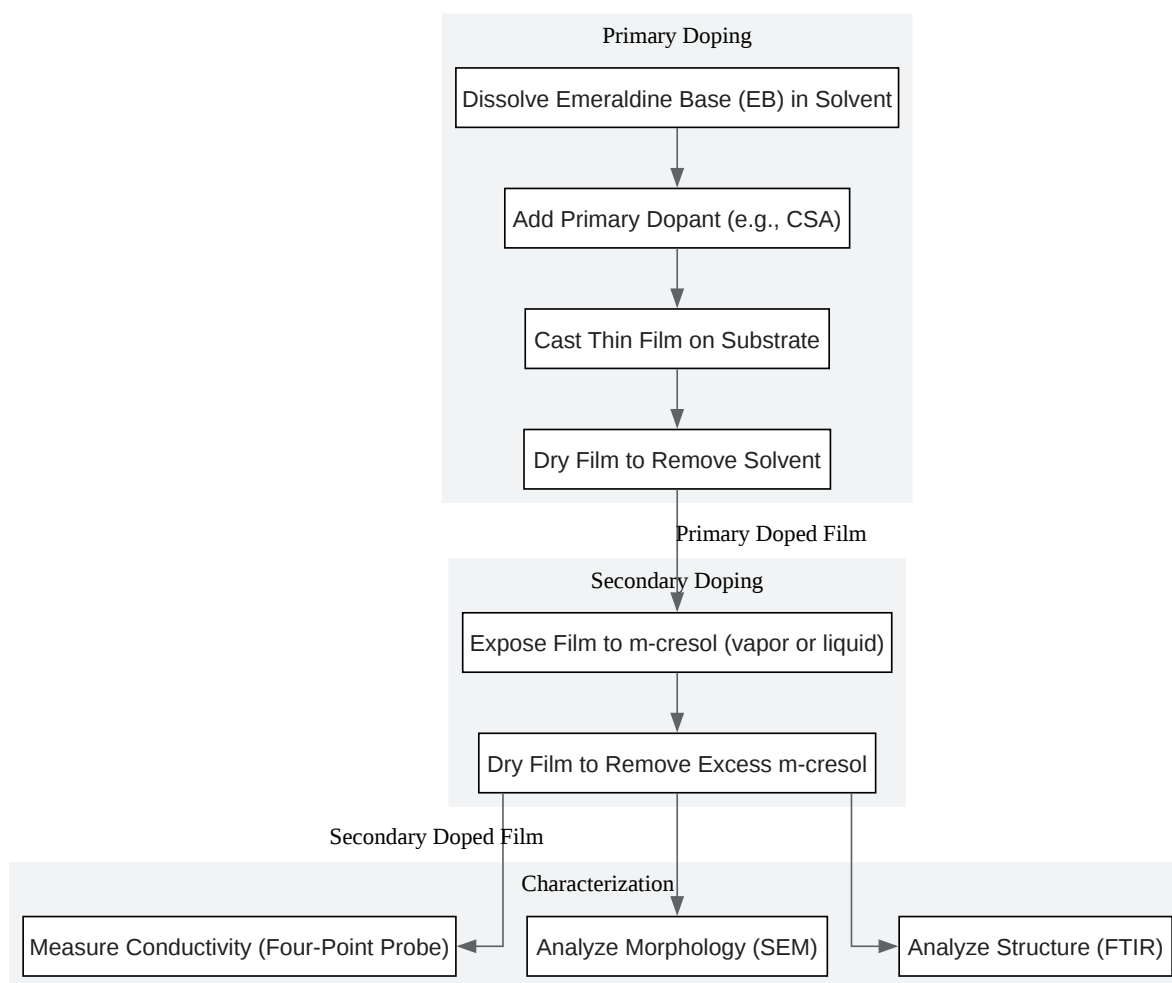 Primary Doping
Dissolve Emeraldine Base (EB) in Solvent
Add Primary Dopant (e.g., CSA)
Cast Thin Film on Substrate
Dry Film to Remove Solvent
Primary Doped Film
Secondary Doping
Expose Film to m-cresol (vapor or liquid)
Dry Film to Remove Excess m-cresol
Secondary Doped Film
Characterization
Measure Conductivity (Four-Point Probe)
Analyze Morphology (SEM)
Analyze Structure (FTIR)